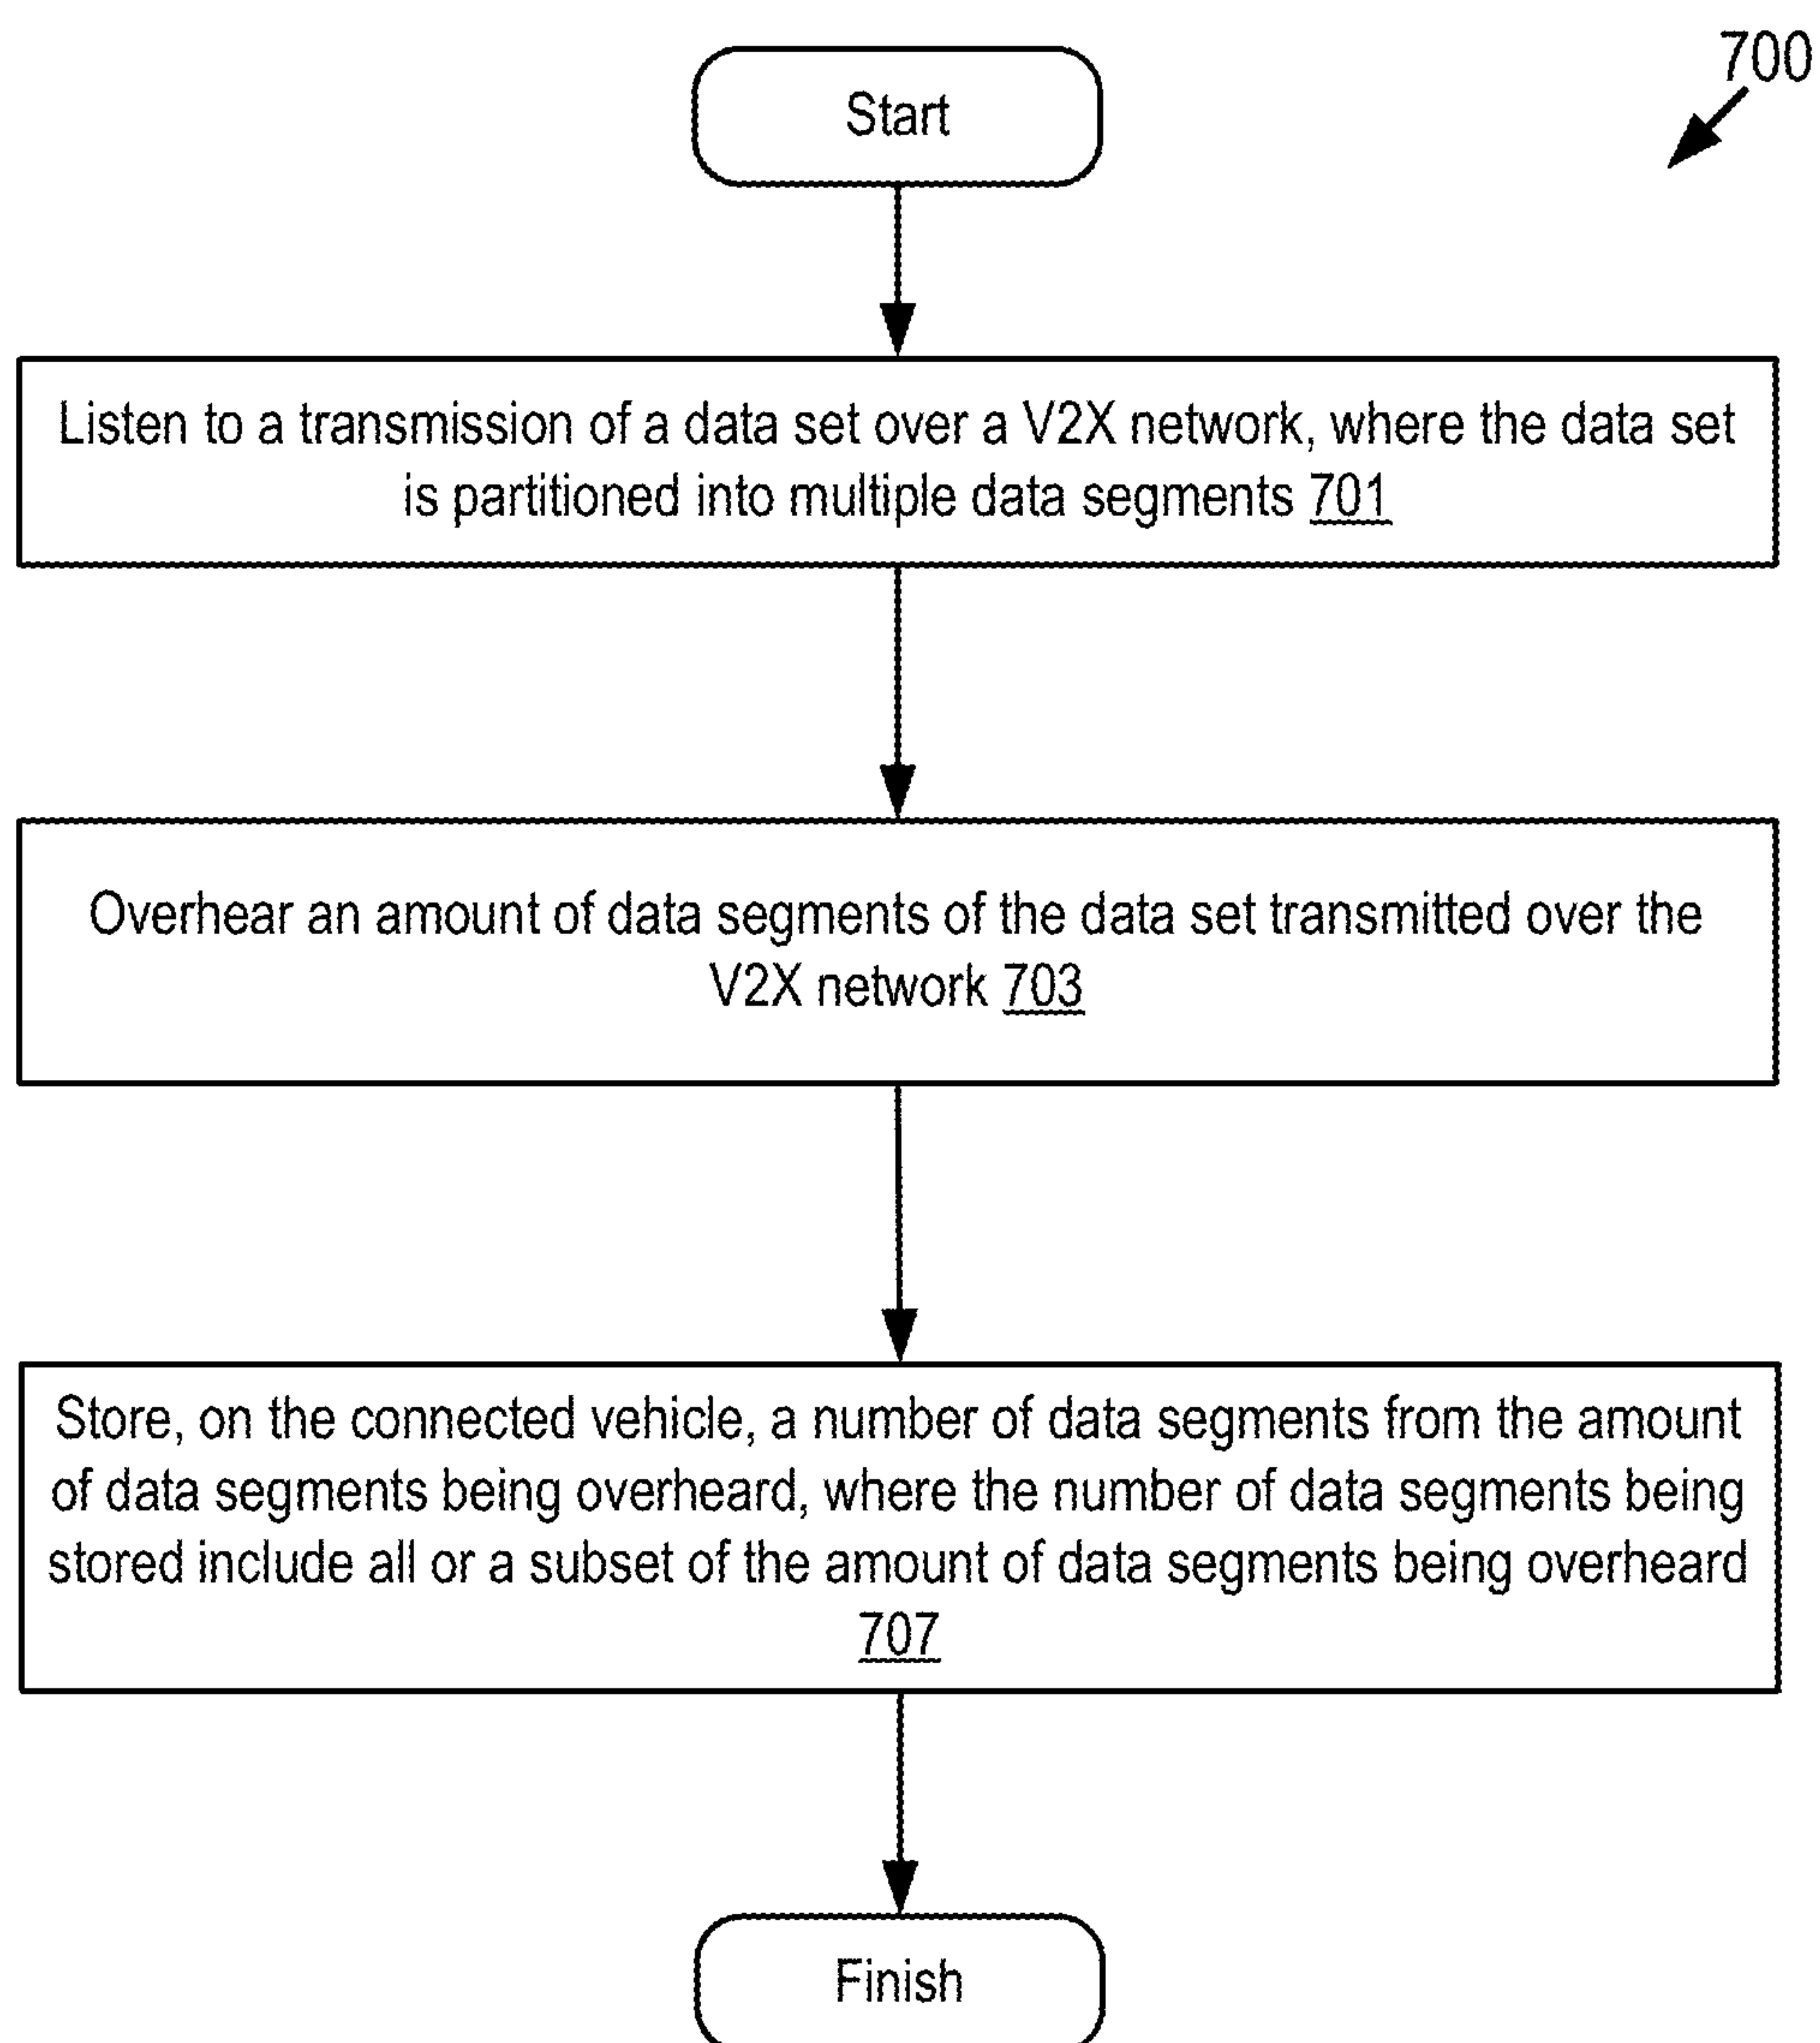 700
Start
Listen to a transmission of a data set over a V2X network, where the data set
is partitioned into multiple data segments 701
Overhear an amount of data segments of the data set transmitted over the
V2X network 703
Store, on the connected vehicle, a number of data segments from the amount
of data segments being overheard, where the number of data segments being
stored include all or a subset of the amount of data segments being overheard
707
Finish